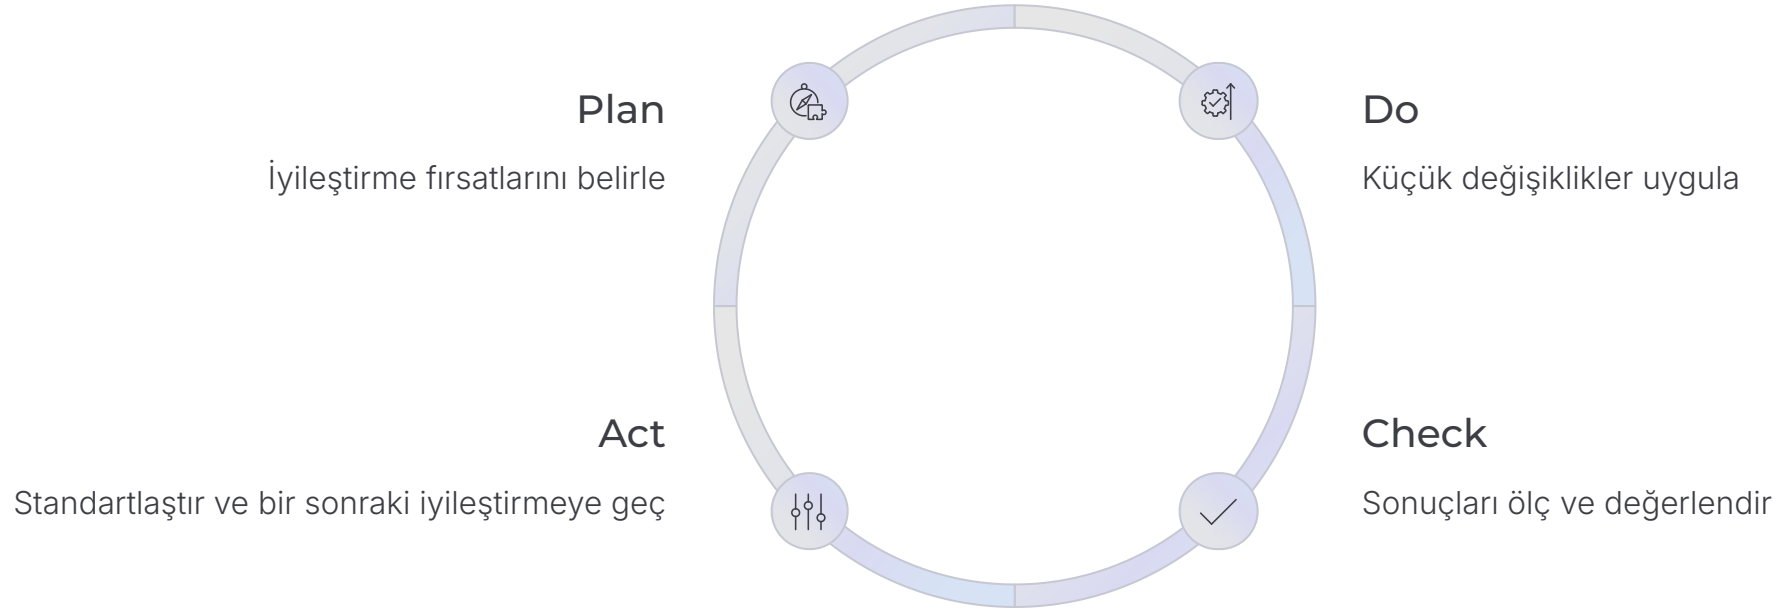 Plan
İyileştirme fırsatlarını belirle
Do
Küçük değişiklikler uygula
Check
Sonuçları ölç ve değerlendir
Act
Standartlaştır ve bir sonraki iyileştirmeye geç